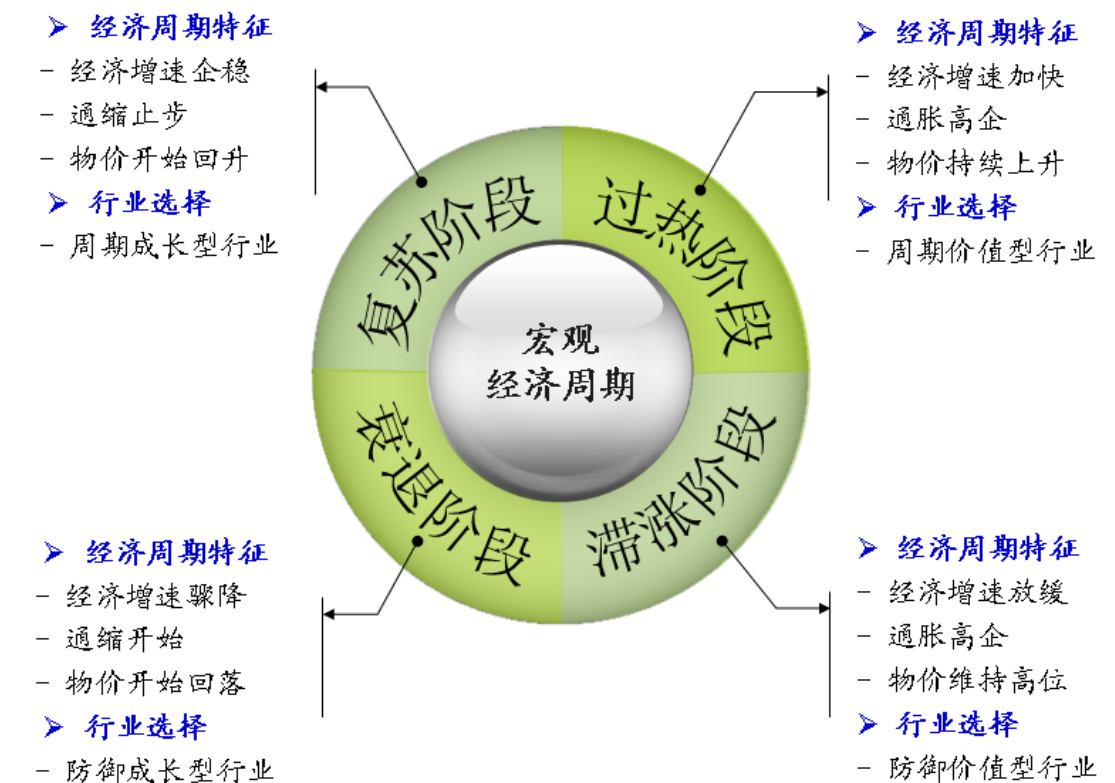 ➢ 经济周期特征
- 经济增速企稳
- 通缩止步
- 物价开始回升
➢ 行业选择
- 周期成长型行业
➢ 经济周期特征
- 经济增速加快
- 通胀高企
- 物价持续上升
➢ 行业选择
- 周期价值型行业
复苏阶段
过热阶段
宏观
经济周期
衰退阶段
滞涨阶段
➢ 经济周期特征
- 经济增速骤降
- 通缩开始
- 物价开始回落
➢ 行业选择
- 防御成长型行业
➢ 经济周期特征
- 经济增速放缓
- 通胀高企
- 物价维持高位
➢ 行业选择
- 防御价值型行业